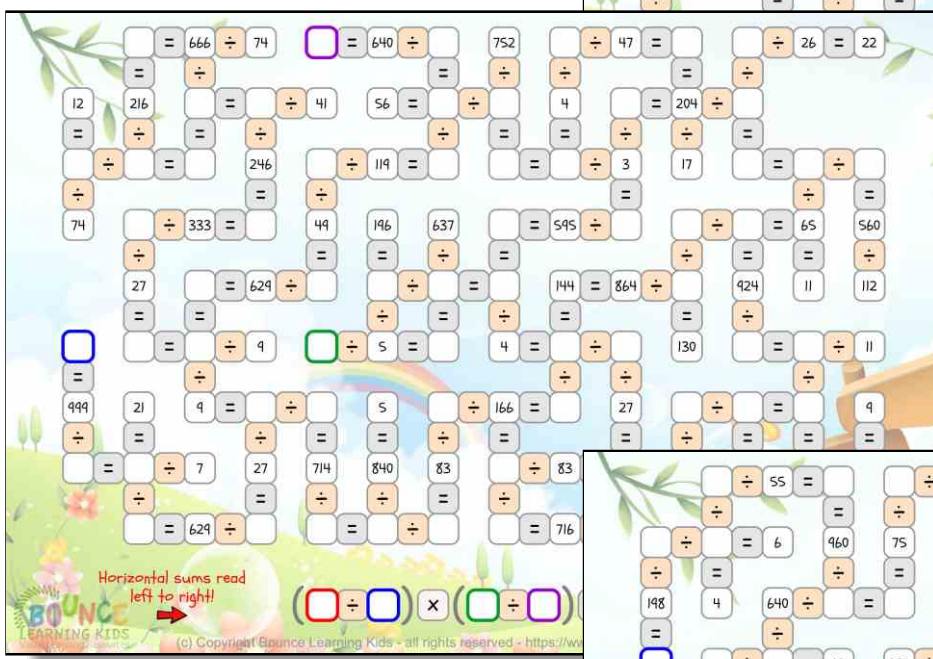 = 666 ÷ 74 = 640 ÷ 752 ÷ 47 = ÷ 26 = 22
= ÷ = ÷ ÷ = ÷
12 216 = ÷ 41 56 = ÷ 4 = 204 ÷
= ÷ = ÷ ÷ = = ÷ ÷ =
÷ = 246 ÷ 119 = = ÷ 3 17 = ÷
÷ = ÷ = ÷ =
74 ÷ 333 = 49 196 637 = 595 ÷ ÷ = 65 560
÷ = = ÷ = ÷ = = ÷
27 = 629 ÷ ÷ = 144 = 864 ÷ 924 11 112
= = ÷ = = = = ÷
= ÷ 9 ÷ 5 = 4 = ÷ 130 = ÷ 11
= ÷ ÷ ÷ ÷
999 21 9 = ÷ 5 ÷ 166 = 27 ÷ = 9
÷ = ÷ = = ÷ = = ÷ = = =
= ÷ 7 27 714 840 83 ÷ 83
÷ = ÷ ÷ = ÷
= 629 ÷ = ÷ = 716
Horizontal sums read
left to right!
BOUNCE
LEARNING KIDS
( ÷ ) x ( ÷ )
(c) Copyright Bounce Learning Kids - all rights reserved - https://ww
÷ 55 = ÷
÷ = ÷
÷ = 6 960 75
÷ = ÷ =
198 4 640 ÷ =
= ÷